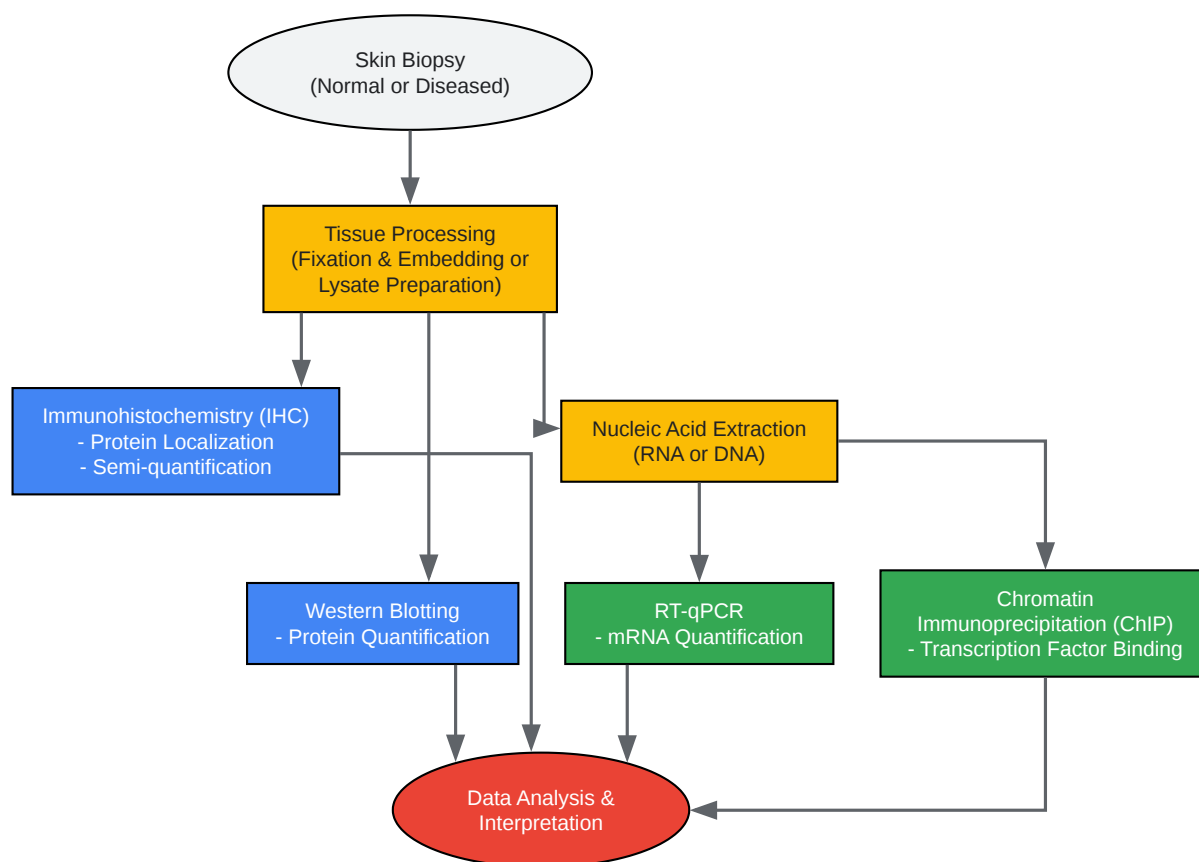 Skin Biopsy
(Normal or Diseased)
Tissue Processing
(Fixation & Embedding or
Lysate Preparation)
Immunohistochemistry (IHC)
- Protein Localization
- Semi-quantification
Nucleic Acid Extraction
(RNA or DNA)
Western Blotting
- Protein Quantification
RT-qPCR
- mRNA Quantification
Chromatin
Immunoprecipitation (ChIP)
- Transcription Factor Binding
Data Analysis &
Interpretation